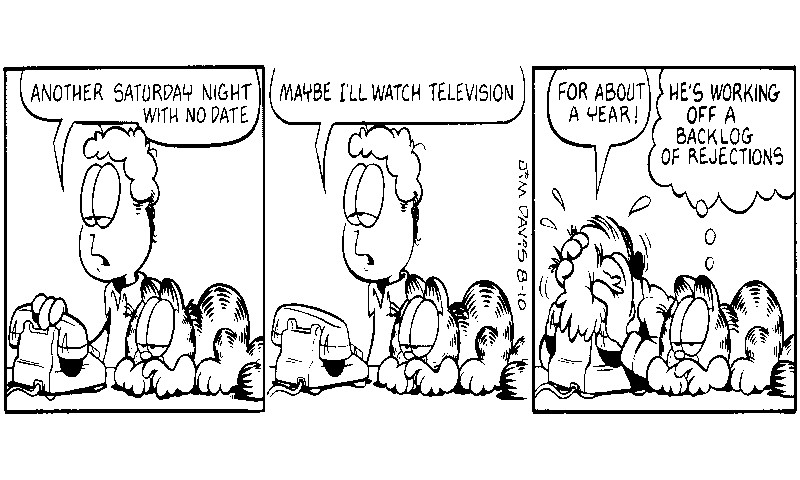 ANOTHER SATURDAY NIGHT
WITH NO DATE
MAYBE I'LL WATCH TELEVISION
JIM DAVIS 8-10
FOR ABOUT
A YEAR!
HE'S WORKING
OFF A
BACKLOG
OF REJECTIONS